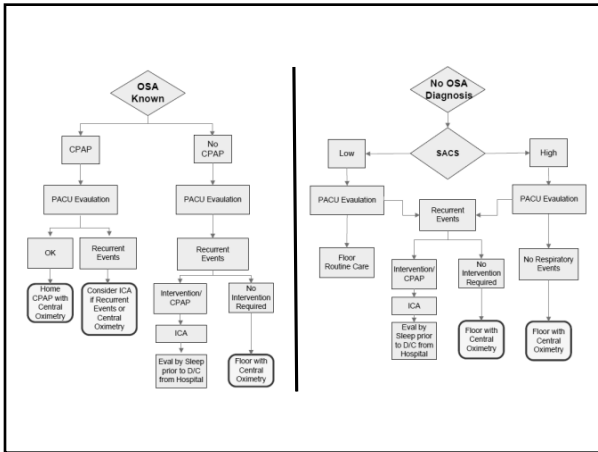 OSA
Known
CPAP
No
CPAP
PACU Evaulation
PACU Evaulation
OK
Recurrent
Events
Recurrent
Events
Home
CPAP with
Central
Oximetry
Consider ICA
if Recurrent
Events or
Central
Oximetry
Intervention/
CPAP
No
Intervention
Required
ICA
Eval by Sleep
prior to D/C
from Hospital
Floor with
Central
Oximetry
No OSA
Diagnosis
SACS
Low
High
PACU Evaulation
PACU Evaulation
Recurrent
Events
Floor
Routine Care
Intervention/
CPAP
No
Intervention
Required
No Respiratory
Events
ICA
Eval by Sleep
prior to D/C
from Hospital
Floor with
Central
Oximetry
Floor with
Central
Oximetry